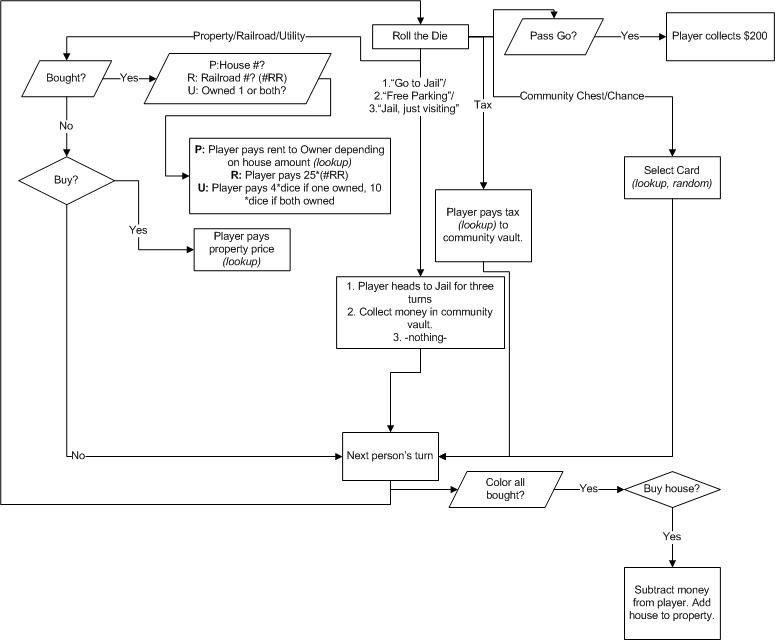 Property/Railroad/Utility
Roll the Die
Pass Go?
Yes
Player collects $200
Bought?
Yes
P:House #?
R: Railroad #? (#RR)
U: Owned 1 or both?
1."Go to Jail"/
2."Free Parking"/
3."Jail, just visiting"
Tax
Community Chest/Chance
No
P: Player pays rent to Owner depending
on house amount (lookup)
R: Player pays 25*(#RR)
U: Player pays 4*dice if one owned, 10
*dice if both owned
Buy?
Select Card
(lookup, random)
Yes
Player pays
property price
(lookup)
Player pays tax
(lookup) to
community vault.
1. Player heads to Jail for three
turns
2. Collect money in community
vault.
3. -nothing-
No
Next person's turn
Color all
bought?
Yes
Buy house?
Yes
Subtract money
from player. Add
house to property.